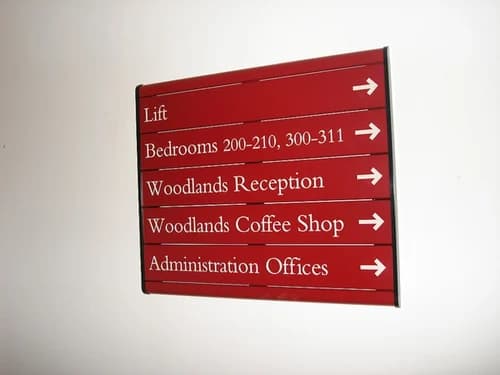 Lift
Bedrooms 200-210, 300-311
Woodlands Reception
Woodlands Coffee Shop
Administration Offices